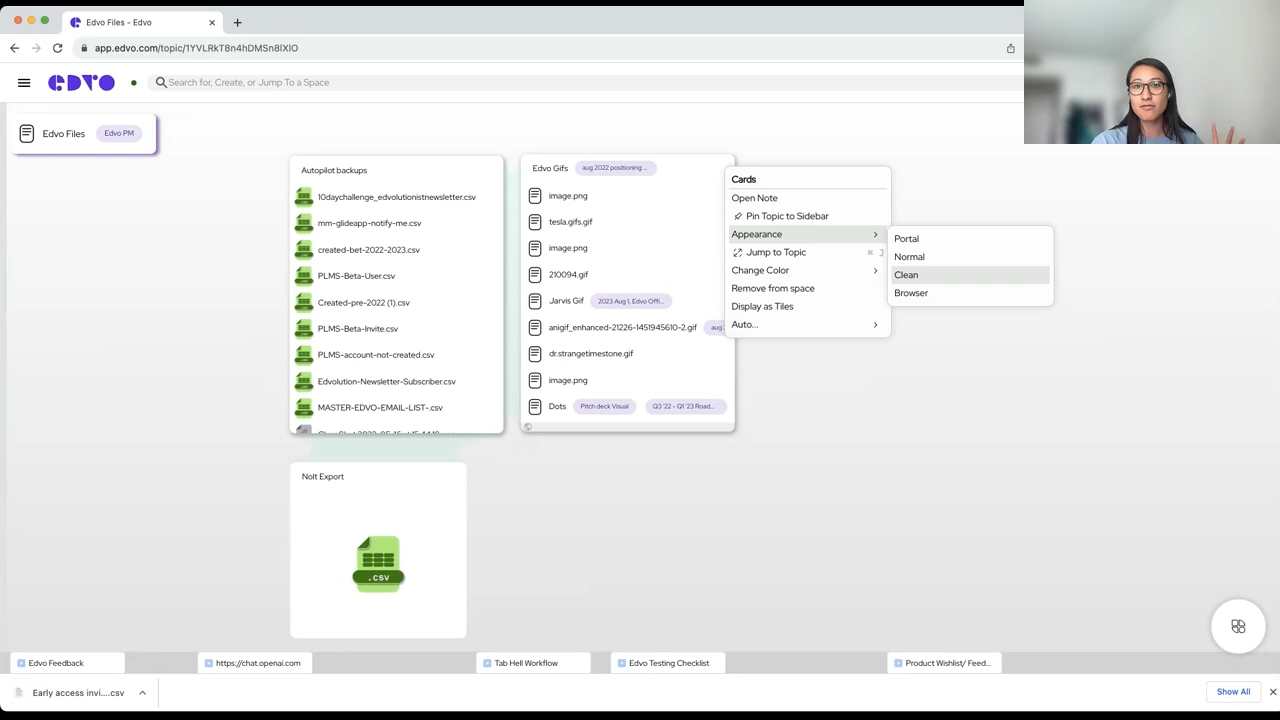 Edvo Files - Edvo
app.edvo.com/topic/1YVLRkT8n4hDMSn8lXlO
EDVO
Search for, Create, or Jump To a Space
Edvo Files
Edvo PM
Autopilot backups
10daychallenge_edvolutionistnewsletter.csv
mm-glideapp-notify-me.csv
created-bet-2022-2023.csv
PLMS-Beta-User.csv
Created-pre-2022 (1).csv
PLMS-Beta-Invite.csv
PLMS-account-not-created.csv
Edvolution-Newsletter-Subscriber.csv
MASTER-EDVO-EMAIL-LIST-.csv
Edvo Gifs
aug 2022 positioning ...
image.png
tesla.gifs.gif
image.png
210094.gif
Jarvis Gif
2023 Aug 1, Edvo Offi...
anigif_enhanced-21226-1451945610-2.gif
aug
dr.strangetimestone.gif
image.png
Dots
Pitch deck Visual
Q3 '22 - Q1 '23 Road...
Cards
Open Note
Pin Topic to Sidebar
Appearance
Jump to Topic ⌘ J
Change Color
Remove from space
Display as Tiles
Auto...
Portal
Normal
Clean
Browser
Nolt Export
.CSV
Edvo Feedback
https://chat.openai.com
Tab Hell Workflow
Edvo Testing Checklist
Product Wishlist/ Feed...
Early access invi....csv
Show All